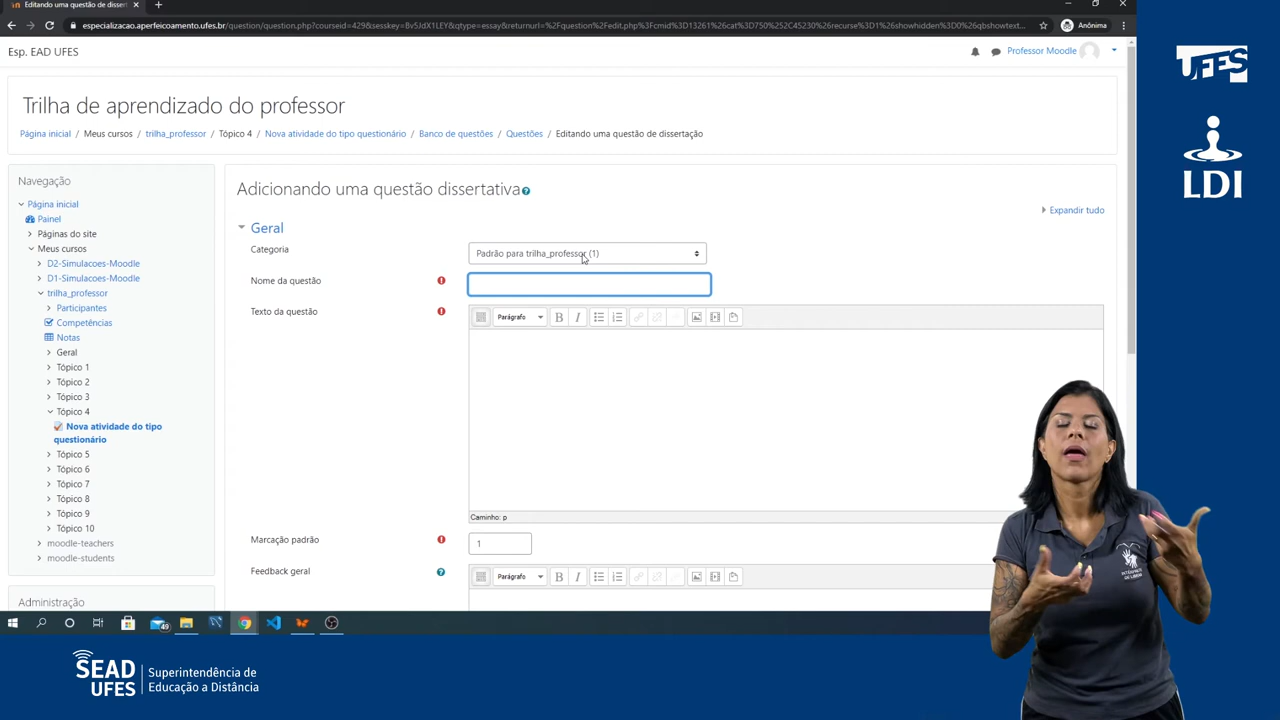 Editando uma questão de dissert
especializacao.aperfeicoamento.ufes.br/question/question.php?courseid=429&sesskey=Bv5JdX1LEY&qtype=essay&returnurl=%2Fquestion%2Fedit.php%3Fcmid%3D13261%26cat%3D750%252C45230%26recurse%3D1%26showhidden%3D0%26qbshowtext...
Anônima
Esp. EAD UFES
Professor Moodle
Trilha de aprendizado do professor
Página inicial / Meus cursos / trilha_professor / Tópico 4 / Nova atividade do tipo questionário / Banco de questões / Questões / Editando uma questão de dissertação
Navegação
Página inicial
Painel
Páginas do site
Meus cursos
D2-Simulacoes-Moodle
D1-Simulacoes-Moodle
trilha_professor
Participantes
Competências
Notas
Geral
Tópico 1
Tópico 2
Tópico 3
Tópico 4
Nova atividade do tipo
questionário
Tópico 5
Tópico 6
Tópico 7
Tópico 8
Tópico 9
Tópico 10
moodle-teachers
moodle-students
Administração
Adicionando uma questão dissertativa
Expandir tudo
Geral
Categoria
Padrão para trilha_professor (1)
Nome da questão
Texto da questão
Parágrafo
B I
Caminho: p
Marcação padrão
1
Feedback geral
Parágrafo
B I
49
UFES
LDI
SEAD
UFES
Superintendência de
Educação a Distância